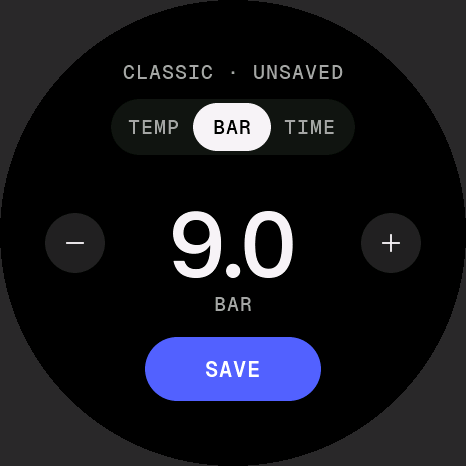 CLASSIC · UNSAVED
TEMP BAR TIME
− 9.0 +
BAR
SAVE